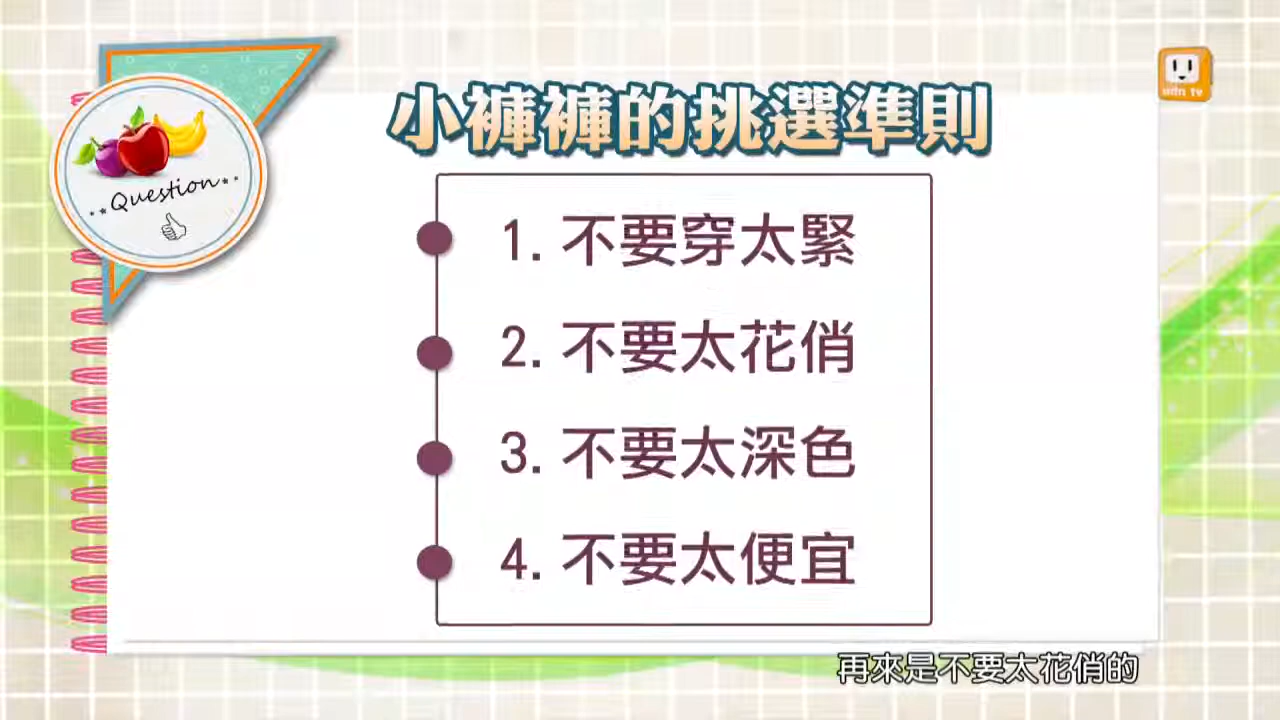 小褲褲的挑選準則
udn tv
Question
1.不要穿太緊
2.不要太花俏
3.不要太深色
4.不要太便宜
再來是不要太花俏的